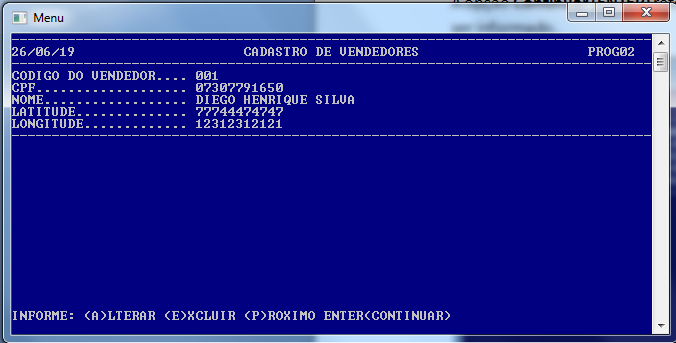 Menu
26/06/19 CADASTRO DE VENDEDORES PROG02
CODIGO DO VENDEDOR.... 001
CPF................... 07307791650
NOME.................. DIEGO HENRIQUE SILVA
LATITUDE.............. 77744474747
LONGITUDE............. 12312312121
INFORME: (A)LTERAR (E)XCLUIR (P)ROXIMO ENTER(CONTINUAR)